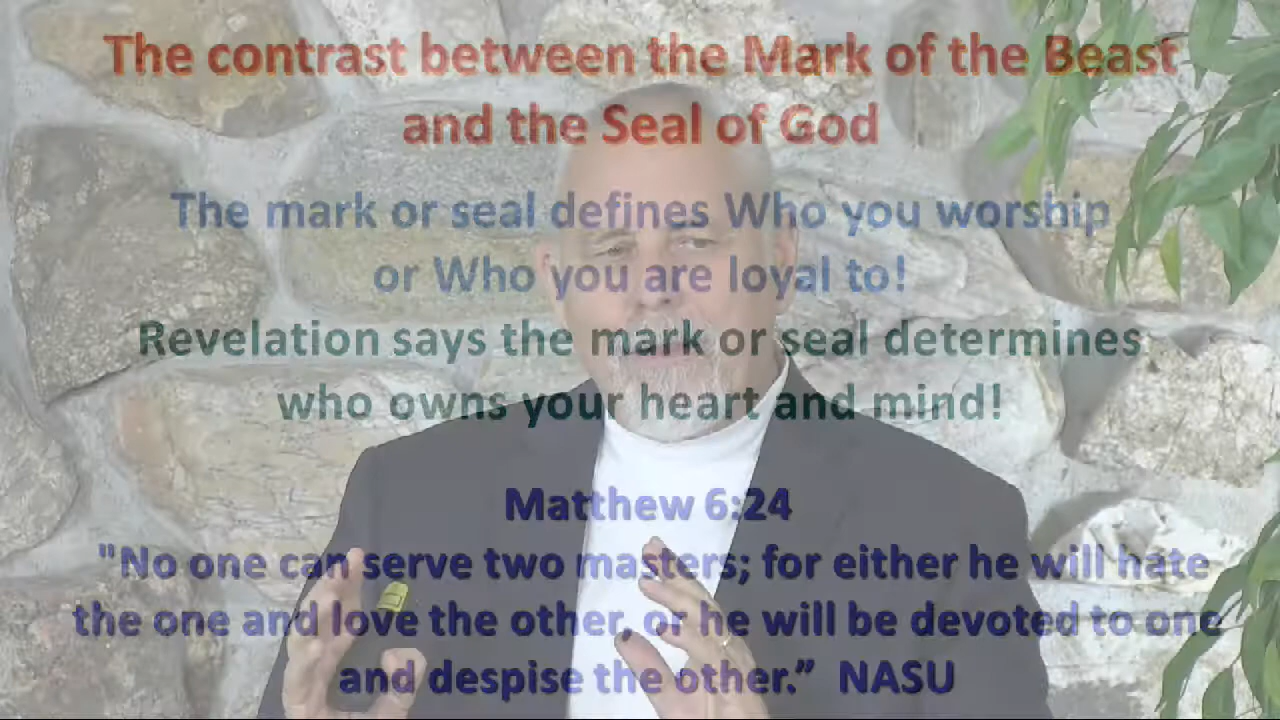 The contrast between the Mark of the Beast
and the Seal of God
The mark or seal defines Who you worship
or Who you are loyal to!
Revelation says the mark or seal determines
who owns your heart and mind!
Matthew 6:24
"No one can serve two masters; for either he will hate
the one and love the other, or he will be devoted to one
and despise the other.” NASU